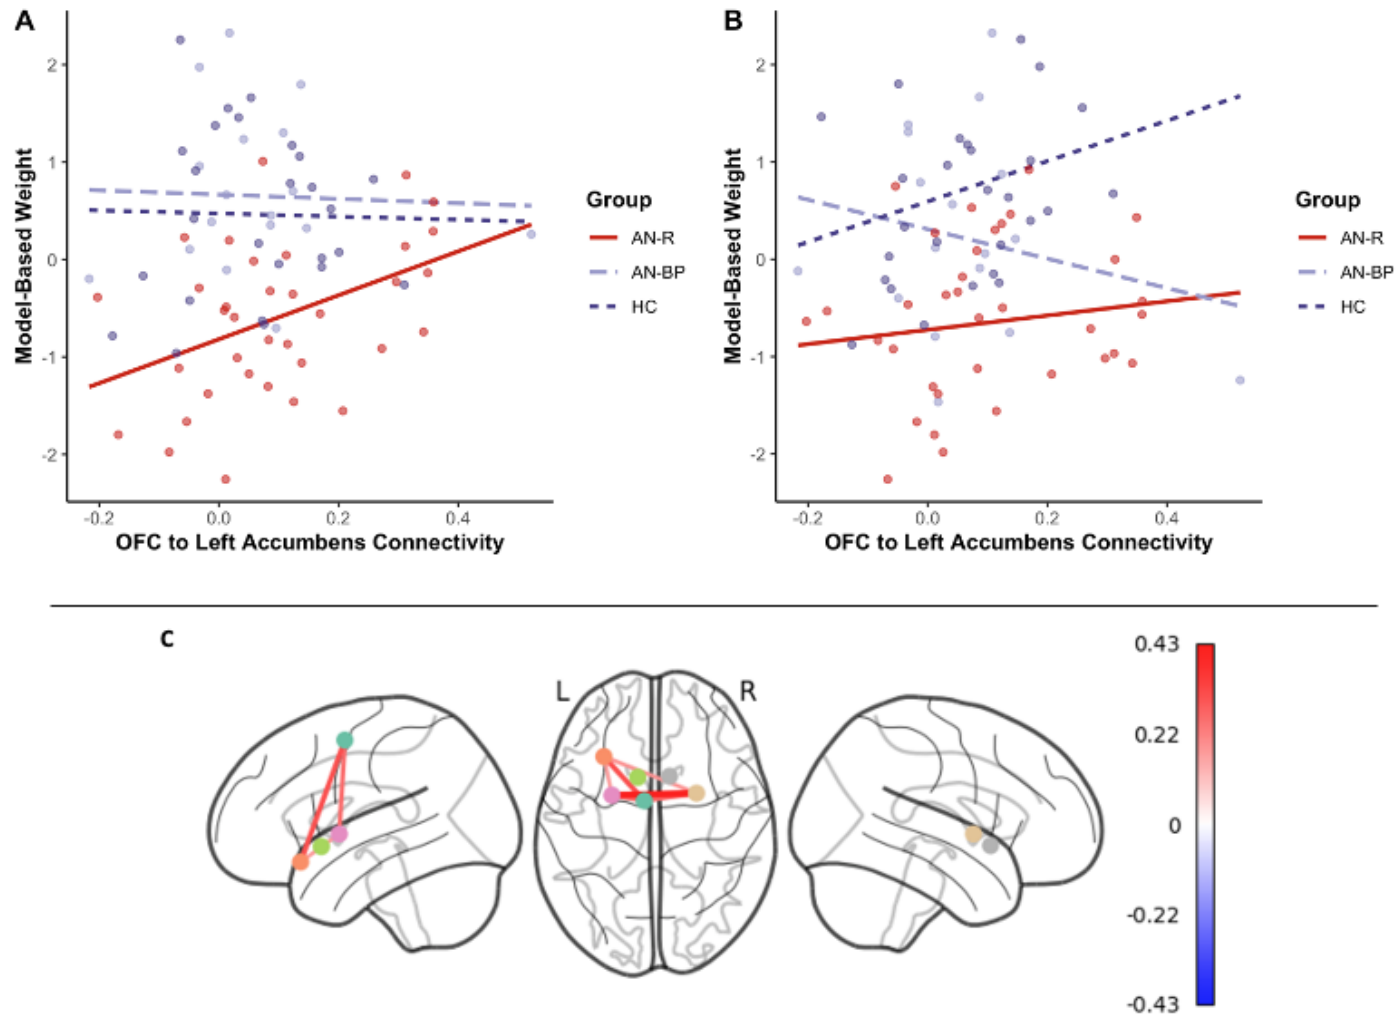 A
2
1
0
-1
-2
Model-Based Weight
-0.2 0.0 0.2 0.4
OFC to Left Accumbens Connectivity
Group
AN-R
AN-BP
HC
B
2
1
0
-1
-2
Model-Based Weight
-0.2 0.0 0.2 0.4
OFC to Left Accumbens Connectivity
Group
AN-R
AN-BP
HC
C
L R
0.43
0.22
0
-0.22
-0.43